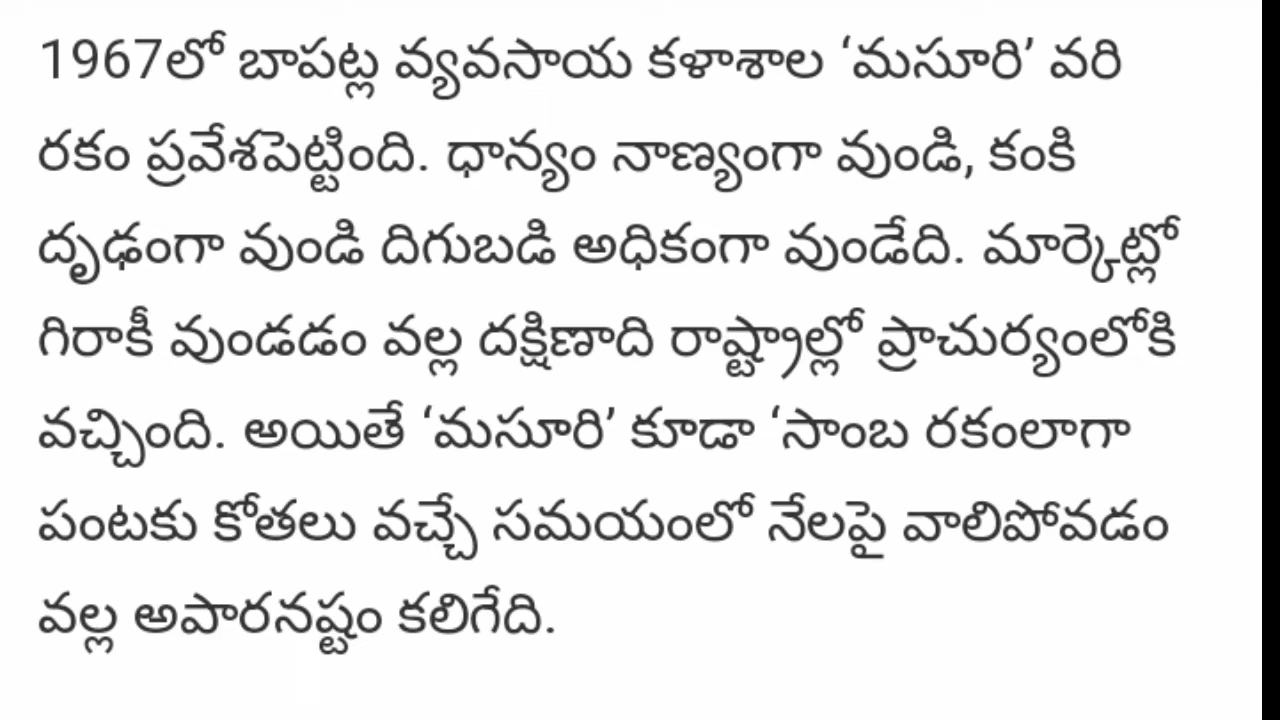 1967లో బాపట్ల వ్యవసాయ కళాశాల ‘మసూరి’ వరి
రకం ప్రవేశపెట్టింది. ధాన్యం నాణ్యంగా వుండి, కంకి
దృఢంగా వుండి దిగుబడి అధికంగా వుండేది. మార్కెట్లో
గిరాకీ వుండడం వల్ల దక్షిణాది రాష్ట్రాల్లో ప్రాచుర్యంలోకి
వచ్చింది. అయితే ‘మసూరి’ కూడా ‘సాంబ రకంలాగా
పంటకు కోతలు వచ్చే సమయంలో నేలపై వాలిపోవడం
వల్ల అపారనష్టం కలిగేది.